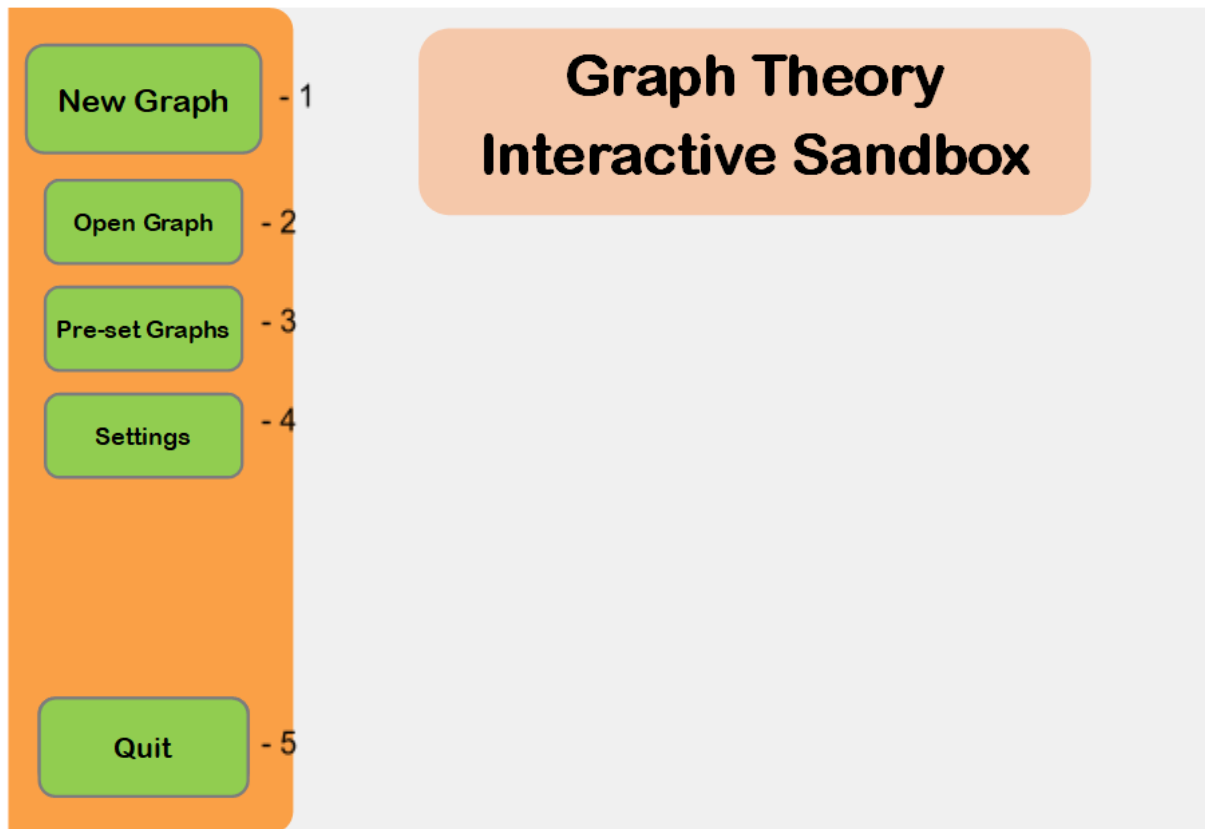 New Graph - 1
Open Graph - 2
Pre-set Graphs - 3
Settings - 4
Quit - 5
Graph Theory
Interactive Sandbox